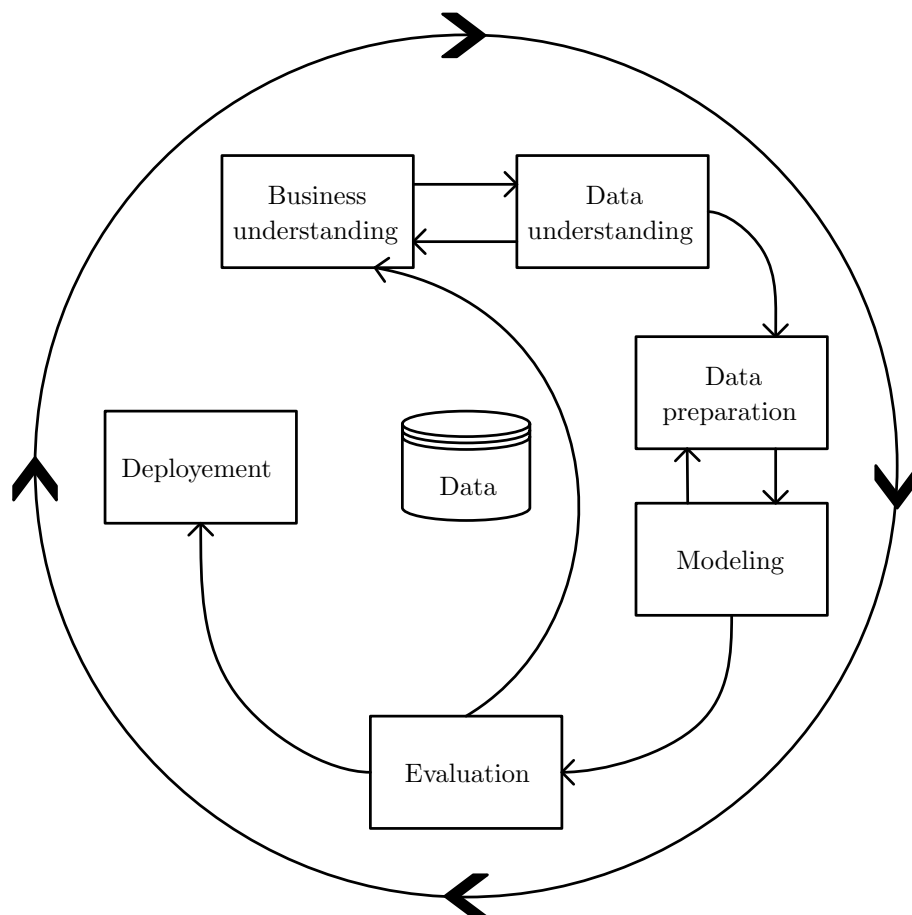 Business
understanding
Data
understanding
Data
preparation
Deployement
Data
Modeling
Evaluation